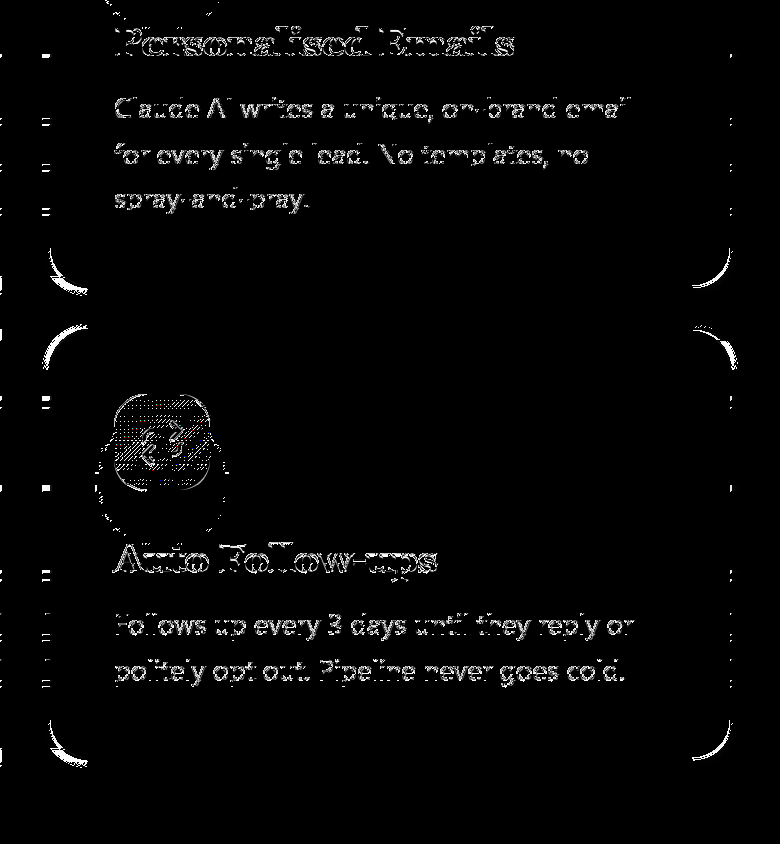 Personalised Emails
Claude AI writes a unique, on-brand email
for every single lead. No templates, no
spray-and-pray.
Auto Follow-ups
Follows up every 3 days until they reply or
politely opt out. Pipeline never goes cold.